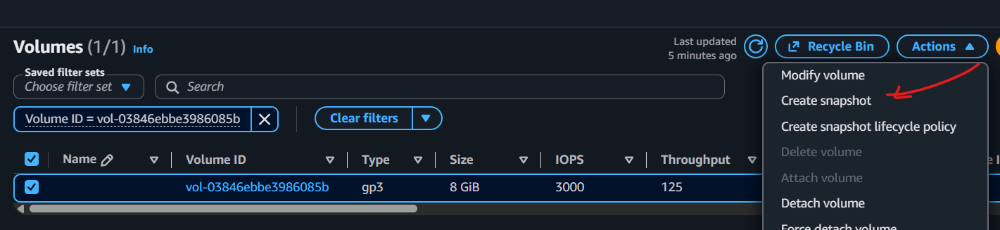 Volumes (1/1) Info
Last updated
5 minutes ago
Recycle Bin
Actions
Saved filter sets
Choose filter set
Search
Volume ID = vol-03846ebbe3986085b
Clear filters
Modify volume
Create snapshot
Create snapshot lifecycle policy
Delete volume
Attach volume
Detach volume
Force detach volume
Name Volume ID Type Size IOPS Throughput
vol-03846ebbe3986085b gp3 8 GiB 3000 125